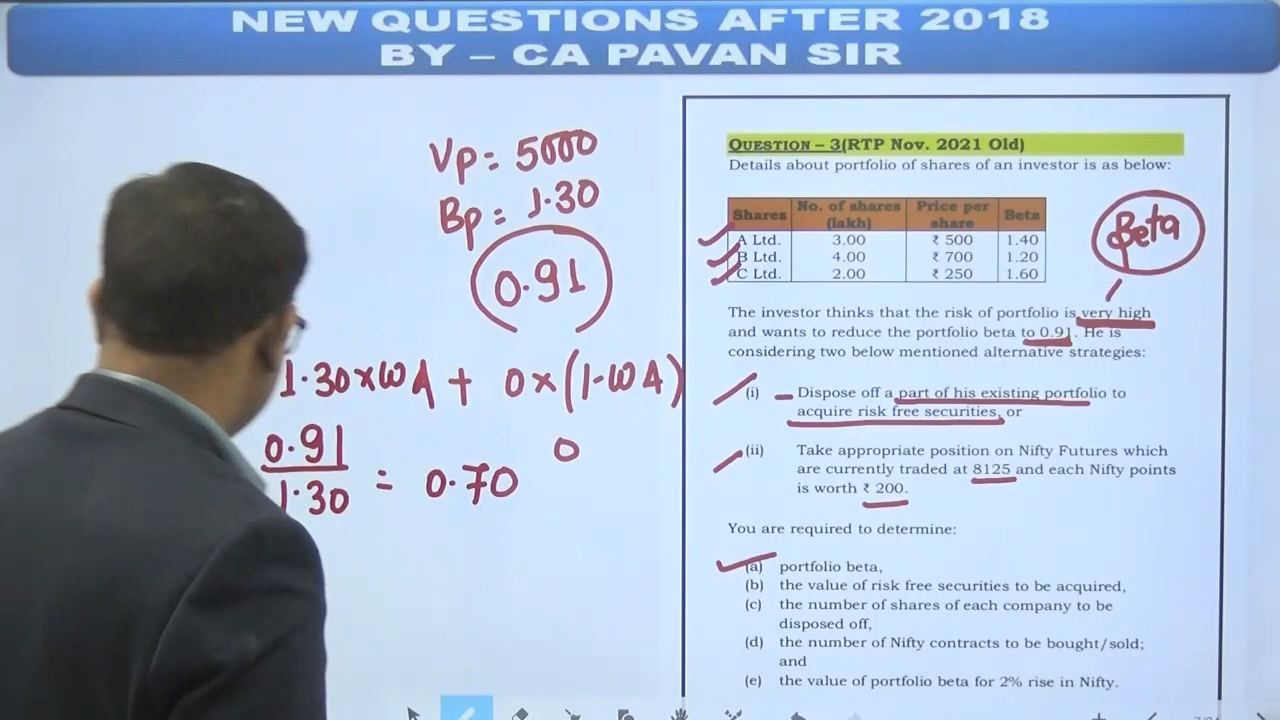 NEW QUESTIONS AFTER 2018
BY – CA PAVAN SIR
Vp = 5000
Bp = 1.30
0.91
1.30 x WA + 0 x (1-WA)
0
0.91
1.30
= 0.70
QUESTION – 3(RTP Nov. 2021 Old)
Details about portfolio of shares of an investor is as below:
Shares No. of shares (lakh) Price per share Beta
A Ltd. 3.00 ₹ 500 1.40
B Ltd. 4.00 ₹ 700 1.20
C Ltd. 2.00 ₹ 250 1.60
Beta
The investor thinks that the risk of portfolio is very high
and wants to reduce the portfolio beta to 0.91. He is
considering two below mentioned alternative strategies:
(i) Dispose off a part of his existing portfolio to
acquire risk free securities, or
(ii) Take appropriate position on Nifty Futures which
are currently traded at 8125 and each Nifty points
is worth ₹ 200.
You are required to determine:
(a) portfolio beta,
(b) the value of risk free securities to be acquired,
(c) the number of shares of each company to be
disposed off,
(d) the number of Nifty contracts to be bought/sold;
and
(e) the value of portfolio beta for 2% rise in Nifty.